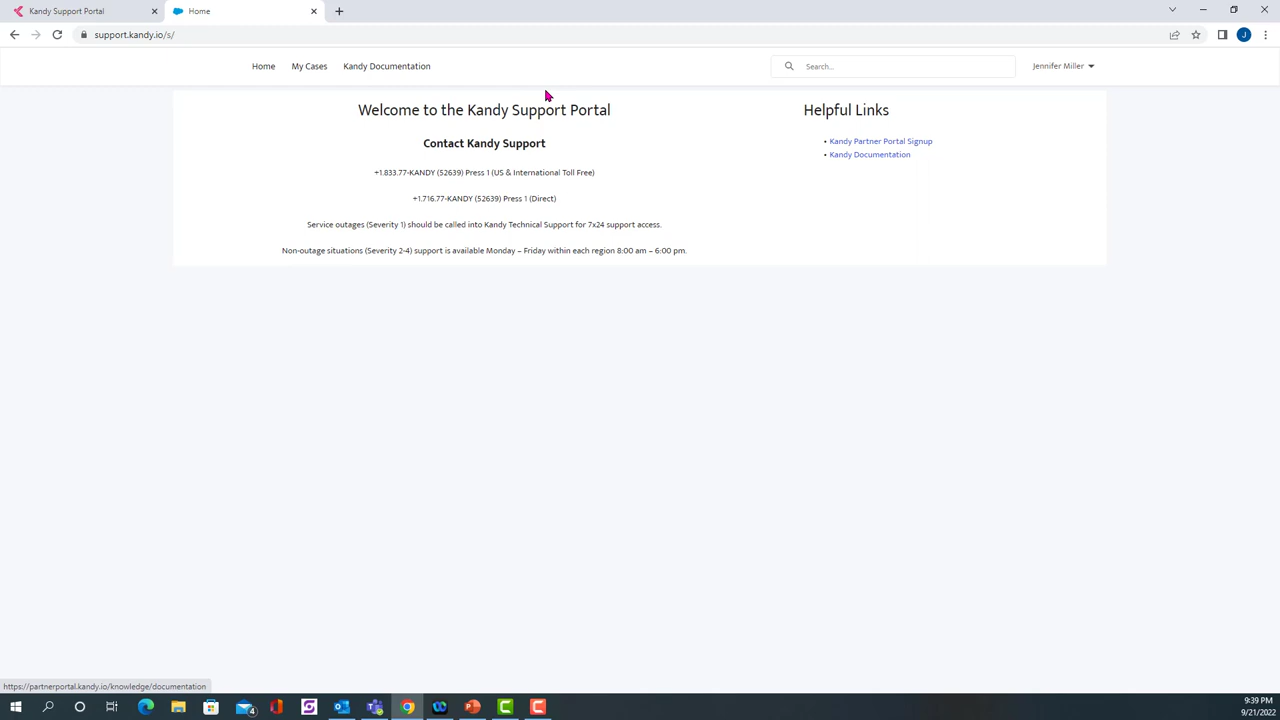 Kandy Support Portal
Home
support.kandy.io/s/
J
Home My Cases Kandy Documentation
Search...
Jennifer Miller
Welcome to the Kandy Support Portal
Contact Kandy Support
+1.833.77-KANDY (52639) Press 1 (US & International Toll Free)
+1.716.77-KANDY (52639) Press 1 (Direct)
Service outages (Severity 1) should be called into Kandy Technical Support for 7x24 support access.
Non-outage situations (Severity 2-4) support is available Monday – Friday within each region 8:00 am – 6:00 pm.
Helpful Links
• Kandy Partner Portal Signup
• Kandy Documentation
https://partnerportal.kandy.io/knowledge/documentation
4
9:39 PM
9/21/2022